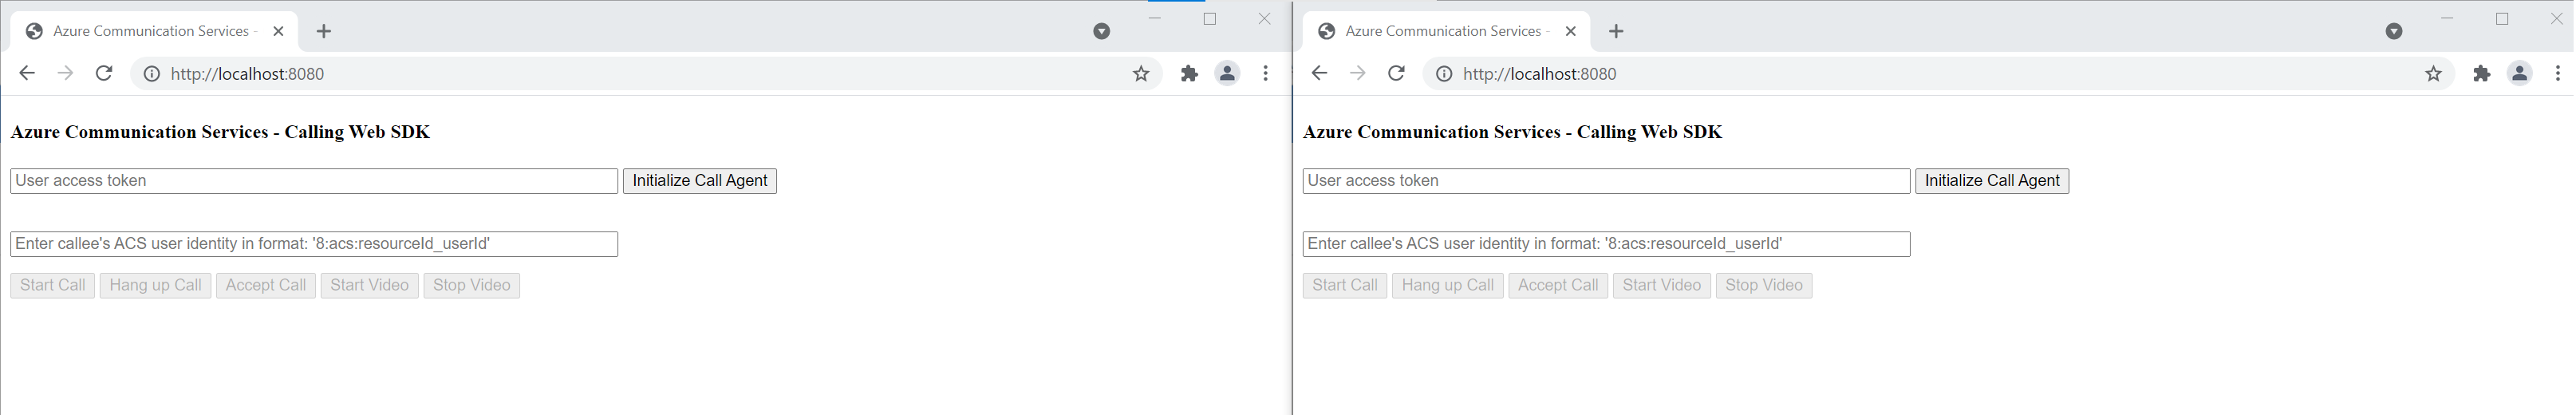 Azure Communication Services -
http://localhost:8080
Azure Communication Services - Calling Web SDK
User access token Initialize Call Agent
Enter callee's ACS user identity in format: '8:acs:resourceId_userId'
Start Call Hang up Call Accept Call Start Video Stop Video
Azure Communication Services -
http://localhost:8080
Azure Communication Services - Calling Web SDK
User access token Initialize Call Agent
Enter callee's ACS user identity in format: '8:acs:resourceId_userId'
Start Call Hang up Call Accept Call Start Video Stop Video